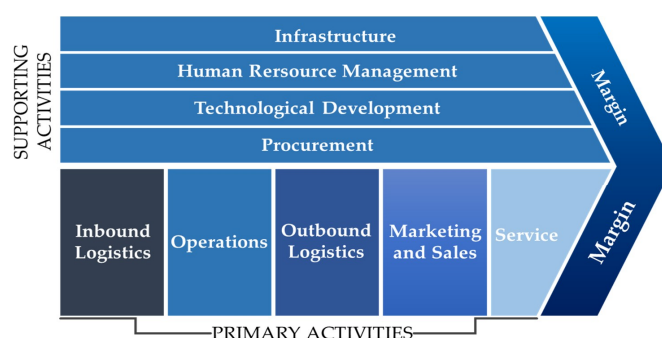 SUPPORTING
ACTIVITIES
Infrastructure
Human Rersource Management
Technological Development
Procurement
Margin
Inbound
Logistics
Operations
Outbound
Logistics
Marketing
and Sales
Service
Margin
PRIMARY ACTIVITIES